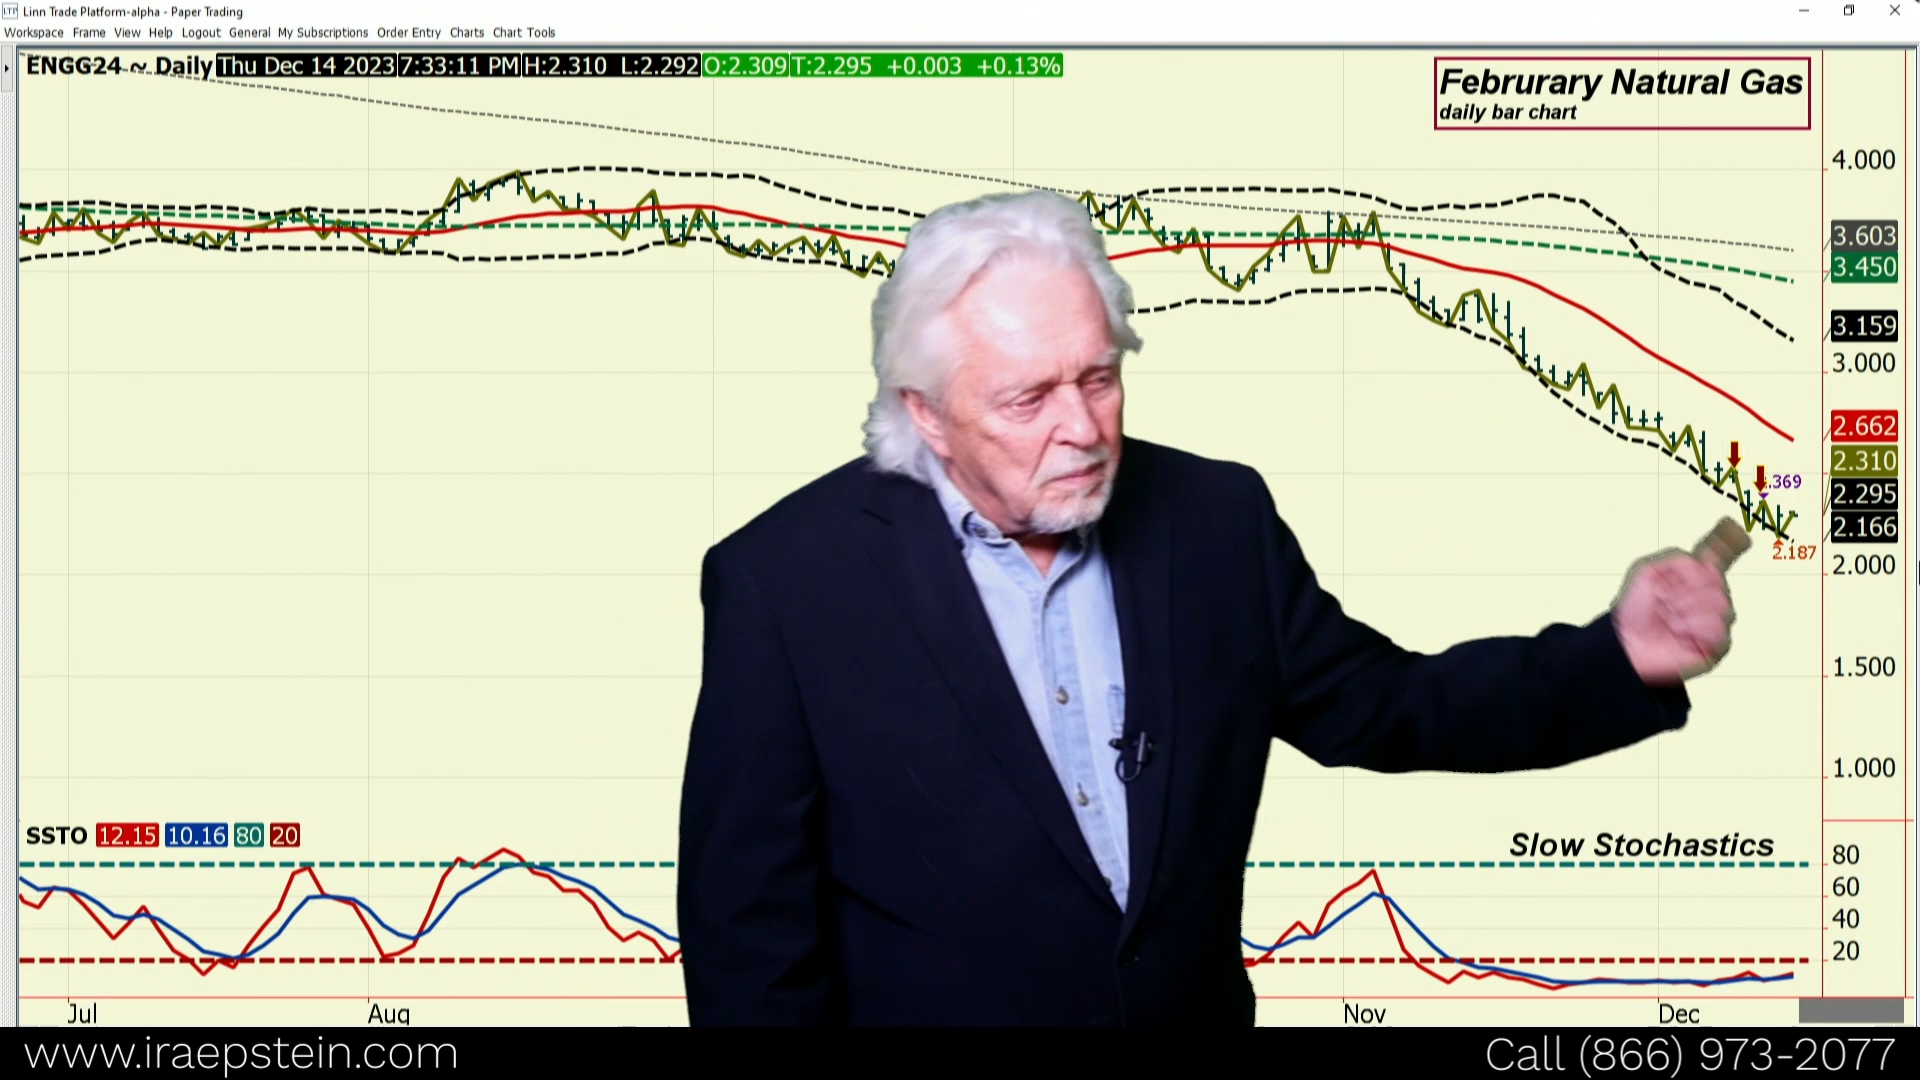 LTP Linn Trade Platform-alpha - Paper Trading
Workspace Frame View Help Logout General My Subscriptions Order Entry Charts Chart Tools
ENGG24 ~ Daily Thu Dec 14 2023 7:33:11 PM H:2.310 L:2.292 O:2.309 T:2.295 +0.003 +0.13%
Februrary Natural Gas
daily bar chart
4.000
3.603
3.450
3.159
3.000
2.662
2.310
.369
2.295
2.166
2.187
2.000
1.500
1.000
SSTO 12.15 10.16 80 20
Slow Stochastics
80
60
40
20
Jul Aug Nov Dec
www.iraepstein.com Call (866) 973-2077